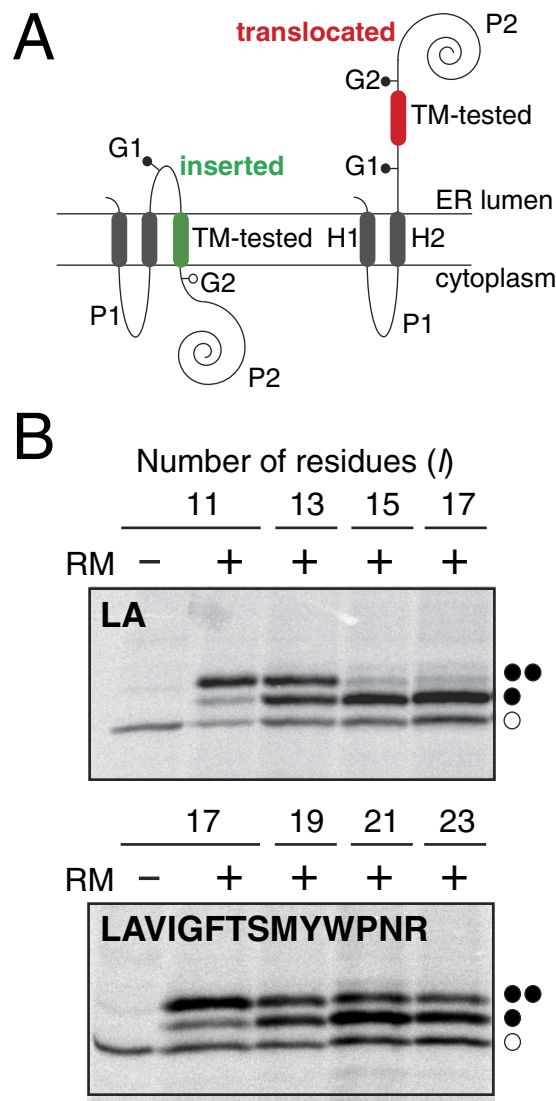 A
translocated
P2
G2
TM-tested
G1
G1
inserted
ER lumen
TM-tested
H1
H2
cytoplasm
G2
P1
P1
P2
B
Number of residues (l)
11 13 15 17
RM − + + + +
LA
17 19 21 23
RM − + + + +
LAVIGFTSMYWPNR